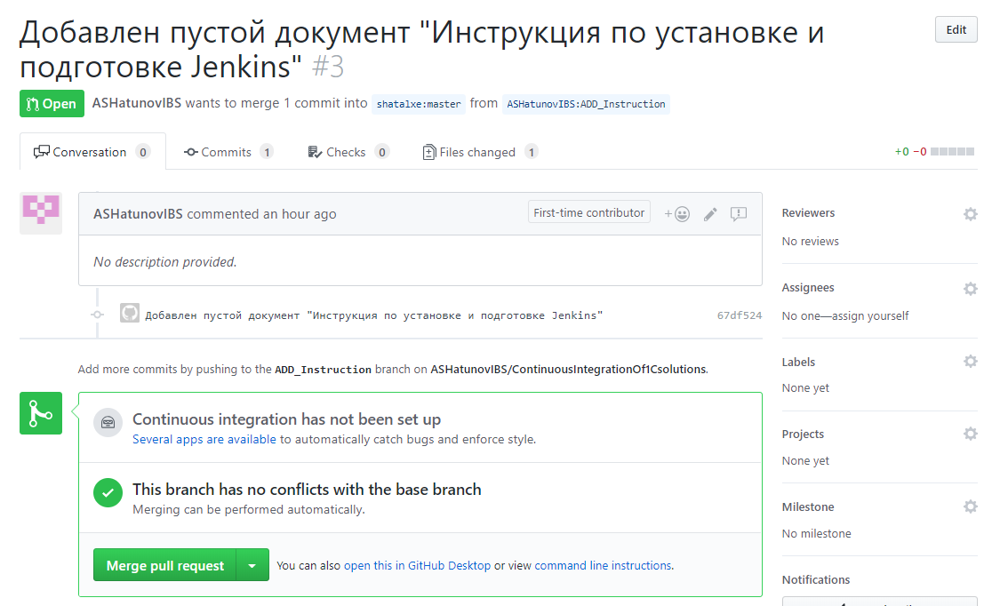 Добавлен пустой документ "Инструкция по установке и
подготовке Jenkins" #3
Edit
Open
ASHatunovIBS wants to merge 1 commit into shatalxe:master from ASHatunovIBS:ADD_Instruction
Conversation 0
Commits 1
Checks 0
Files changed 1
+0 −0
ASHatunovIBS commented an hour ago
First-time contributor
No description provided.
Добавлен пустой документ "Инструкция по установке и подготовке Jenkins"
67df524
Add more commits by pushing to the ADD_Instruction branch on ASHatunovIBS/ContinuousIntegrationOf1Csolutions.
Continuous integration has not been set up
Several apps are available to automatically catch bugs and enforce style.
This branch has no conflicts with the base branch
Merging can be performed automatically.
Merge pull request
You can also open this in GitHub Desktop or view command line instructions.
Reviewers
No reviews
Assignees
No one—assign yourself
Labels
None yet
Projects
None yet
Milestone
No milestone
Notifications